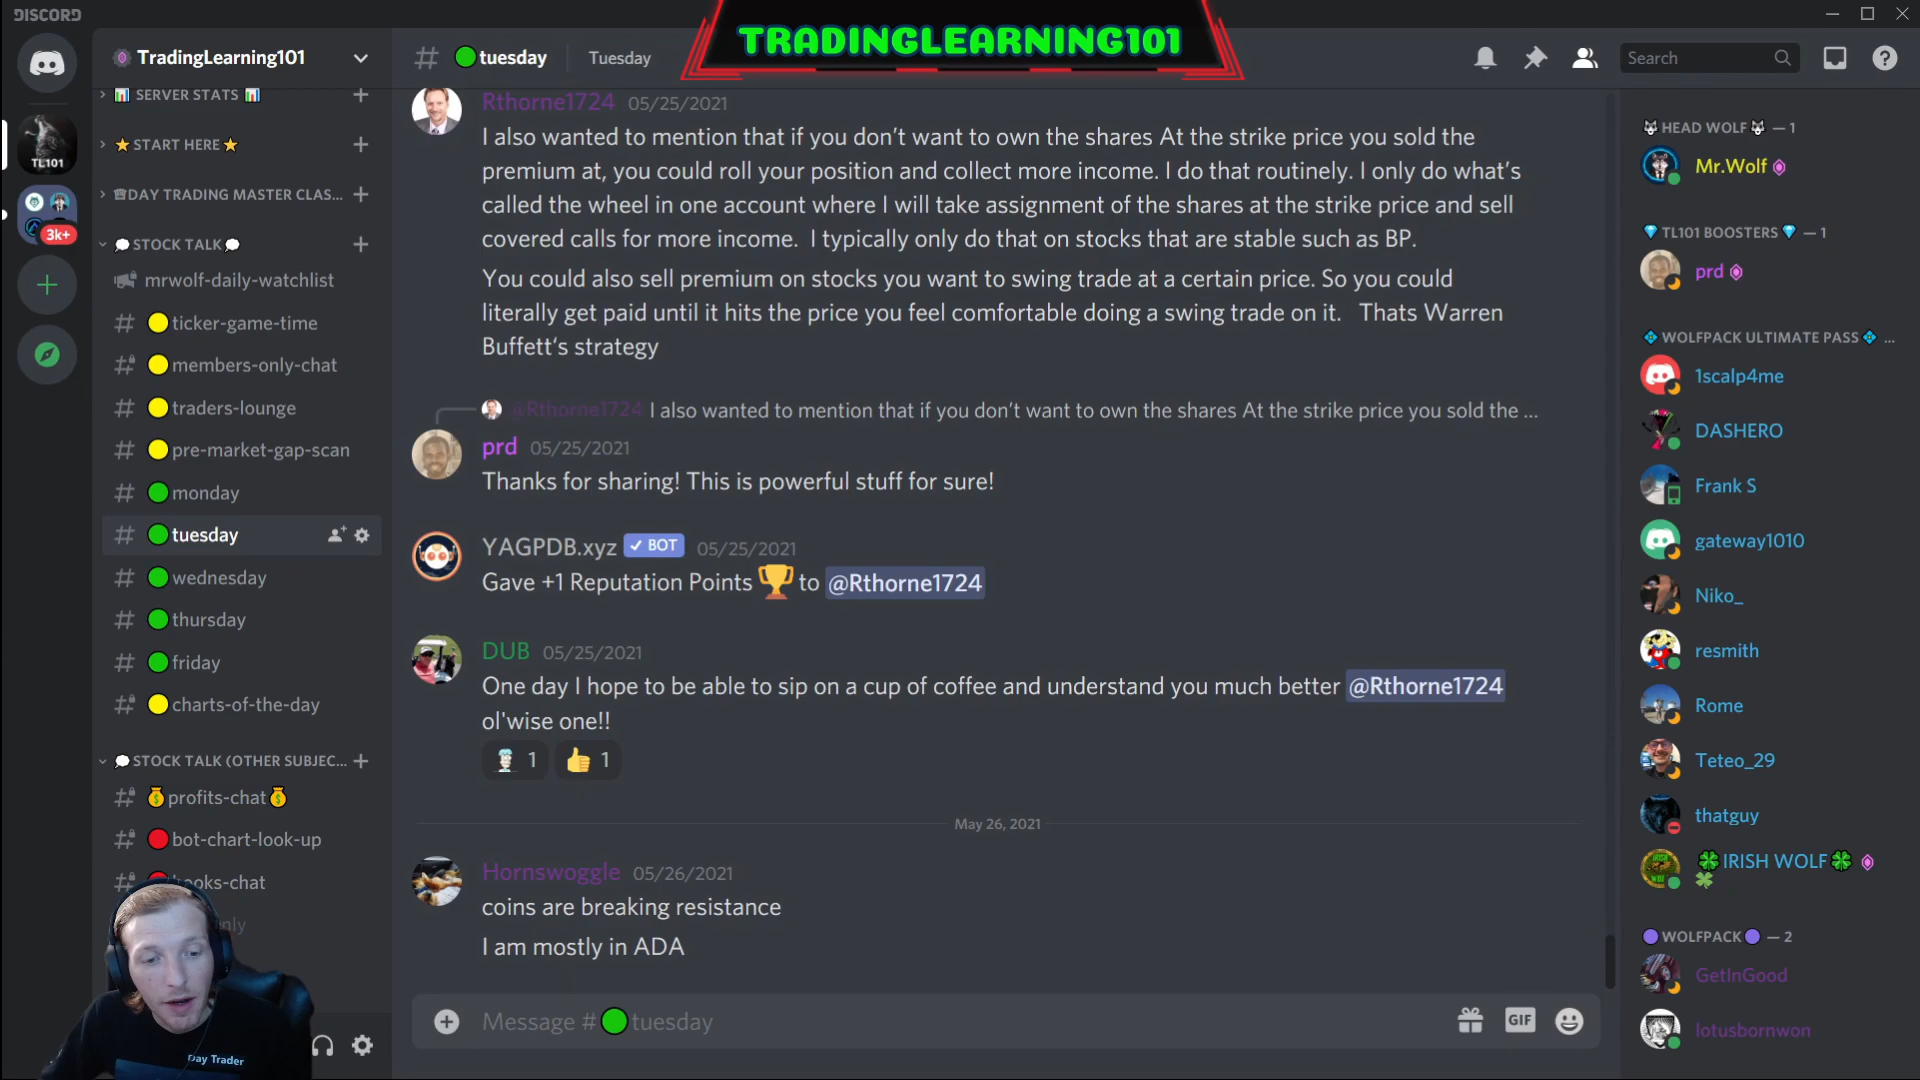 DISCORD
TRADINGLEARNING101
TL101
3k+
TradingLearning101
SERVER STATS
START HERE
DAY TRADING MASTER CLAS...
STOCK TALK
mrwolf-daily-watchlist
ticker-game-time
members-only-chat
traders-lounge
pre-market-gap-scan
monday
tuesday
wednesday
thursday
friday
charts-of-the-day
STOCK TALK (OTHER SUBJEC...
profits-chat
bot-chart-look-up
ooks-chat
Day Trader
# tuesday
Tuesday
Search
Rthorne1724 05/25/2021
I also wanted to mention that if you don’t want to own the shares At the strike price you sold the
premium at, you could roll your position and collect more income. I do that routinely. I only do what’s
called the wheel in one account where I will take assignment of the shares at the strike price and sell
covered calls for more income.  I typically only do that on stocks that are stable such as BP.
You could also sell premium on stocks you want to swing trade at a certain price. So you could
literally get paid until it hits the price you feel comfortable doing a swing trade on it.   Thats Warren
Buffett‘s strategy
@Rthorne1724 I also wanted to mention that if you don’t want to own the shares At the strike price you sold the ...
prd 05/25/2021
Thanks for sharing! This is powerful stuff for sure!
YAGPDB.xyz ✓ BOT 05/25/2021
Gave +1 Reputation Points 🏆 to @Rthorne1724
DUB 05/25/2021
One day I hope to be able to sip on a cup of coffee and understand you much better @Rthorne1724
ol'wise one!!
1 👍 1
May 26, 2021
Hornswoggle 05/26/2021
coins are breaking resistance
I am mostly in ADA
Message # tuesday
GIF
HEAD WOLF — 1
Mr.Wolf
TL101 BOOSTERS — 1
prd
WOLFPACK ULTIMATE PASS ...
1scalp4me
DASHERO
Frank S
gateway1010
Niko_
resmith
Rome
Teteo_29
thatguy
🍀IRISH WOLF🍀
🍀
WOLFPACK — 2
GetInGood
lotusbornwon